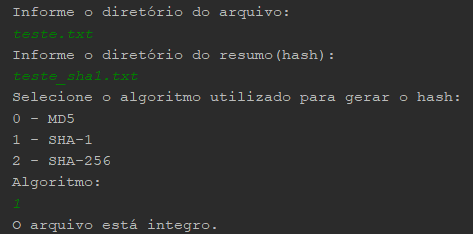 Informe o diretório do arquivo:
teste.txt
Informe o diretório do resumo(hash):
teste_sha1.txt
Selecione o algoritmo utilizado para gerar o hash:
0 - MD5
1 - SHA-1
2 - SHA-256
Algoritmo:
1
O arquivo está integro.